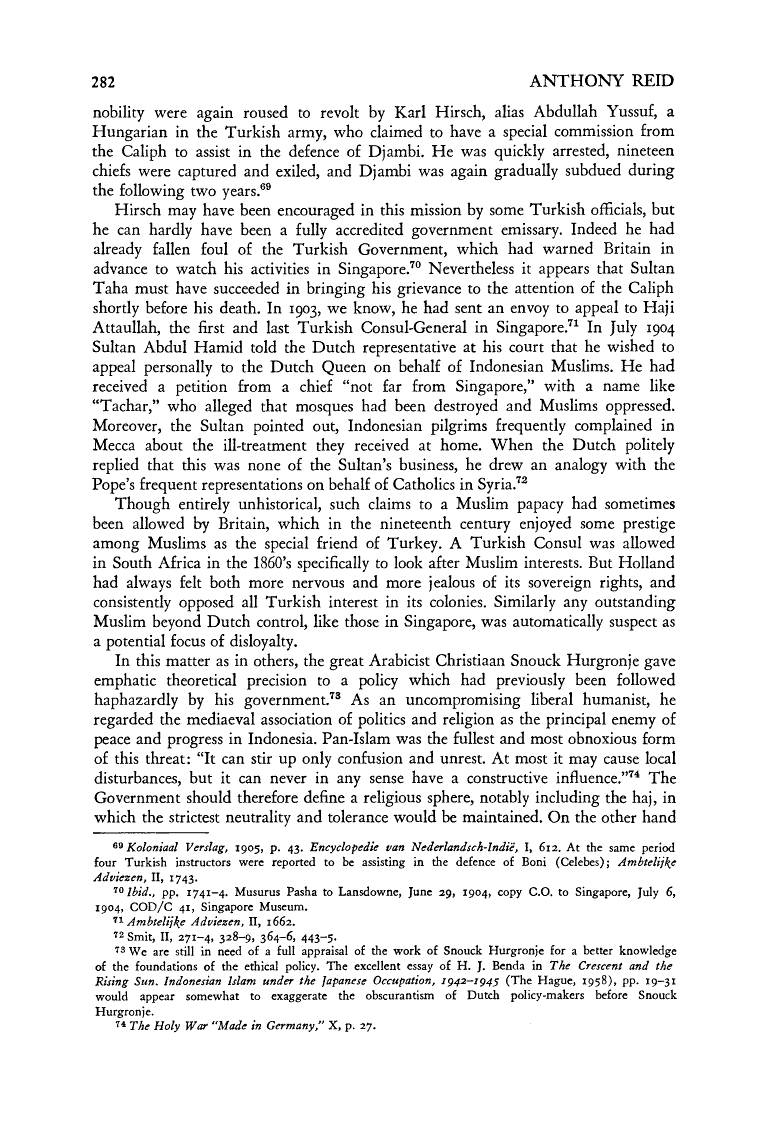 282 ANTHONY REID
nobility were again roused to revolt by Karl Hirsch, alias Abdullah Yussuf, a
Hungarian in the Turkish army, who claimed to have a special commission from
the Caliph to assist in the defence of Djambi. He was quickly arrested, nineteen
chiefs were captured and exiled, and Djambi was again gradually subdued during
the following two years.⁶⁹
Hirsch may have been encouraged in this mission by some Turkish officials, but
he can hardly have been a fully accredited government emissary. Indeed he had
already fallen foul of the Turkish Government, which had warned Britain in
advance to watch his activities in Singapore.⁷⁰ Nevertheless it appears that Sultan
Taha must have succeeded in bringing his grievance to the attention of the Caliph
shortly before his death. In 1903, we know, he had sent an envoy to appeal to Haji
Attaullah, the first and last Turkish Consul-General in Singapore.⁷¹ In July 1904
Sultan Abdul Hamid told the Dutch representative at his court that he wished to
appeal personally to the Dutch Queen on behalf of Indonesian Muslims. He had
received a petition from a chief "not far from Singapore," with a name like
"Tachar," who alleged that mosques had been destroyed and Muslims oppressed.
Moreover, the Sultan pointed out, Indonesian pilgrims frequently complained in
Mecca about the ill-treatment they received at home. When the Dutch politely
replied that this was none of the Sultan's business, he drew an analogy with the
Pope's frequent representations on behalf of Catholics in Syria.⁷²
Though entirely unhistorical, such claims to a Muslim papacy had sometimes
been allowed by Britain, which in the nineteenth century enjoyed some prestige
among Muslims as the special friend of Turkey. A Turkish Consul was allowed
in South Africa in the 1860's specifically to look after Muslim interests. But Holland
had always felt both more nervous and more jealous of its sovereign rights, and
consistently opposed all Turkish interest in its colonies. Similarly any outstanding
Muslim beyond Dutch control, like those in Singapore, was automatically suspect as
a potential focus of disloyalty.
In this matter as in others, the great Arabicist Christiaan Snouck Hurgronje gave
emphatic theoretical precision to a policy which had previously been followed
haphazardly by his government.⁷³ As an uncompromising liberal humanist, he
regarded the mediaeval association of politics and religion as the principal enemy of
peace and progress in Indonesia. Pan-Islam was the fullest and most obnoxious form
of this threat: "It can stir up only confusion and unrest. At most it may cause local
disturbances, but it can never in any sense have a constructive influence."⁷⁴ The
Government should therefore define a religious sphere, notably including the haj, in
which the strictest neutrality and tolerance would be maintained. On the other hand
⁶⁹ Koloniaal Verslag, 1905, p. 43. Encyclopedie van Nederlandsch-Indië, I, 612. At the same period
four Turkish instructors were reported to be assisting in the defence of Boni (Celebes); Ambtelijke
Adviezen, II, 1743.
⁷⁰ Ibid., pp. 1741–4. Musurus Pasha to Lansdowne, June 29, 1904, copy C.O. to Singapore, July 6,
1904, COD/C 41, Singapore Museum.
⁷¹ Ambtelijke Adviezen, II, 1662.
⁷² Smit, II, 271–4, 328–9, 364–6, 443–5.
⁷³ We are still in need of a full appraisal of the work of Snouck Hurgronje for a better knowledge
of the foundations of the ethical policy. The excellent essay of H. J. Benda in The Crescent and the
Rising Sun. Indonesian Islam under the Japanese Occupation, 1942–1945 (The Hague, 1958), pp. 19–31
would appear somewhat to exaggerate the obscurantism of Dutch policy-makers before Snouck
Hurgronje.
⁷⁴ The Holy War "Made in Germany," X, p. 27.